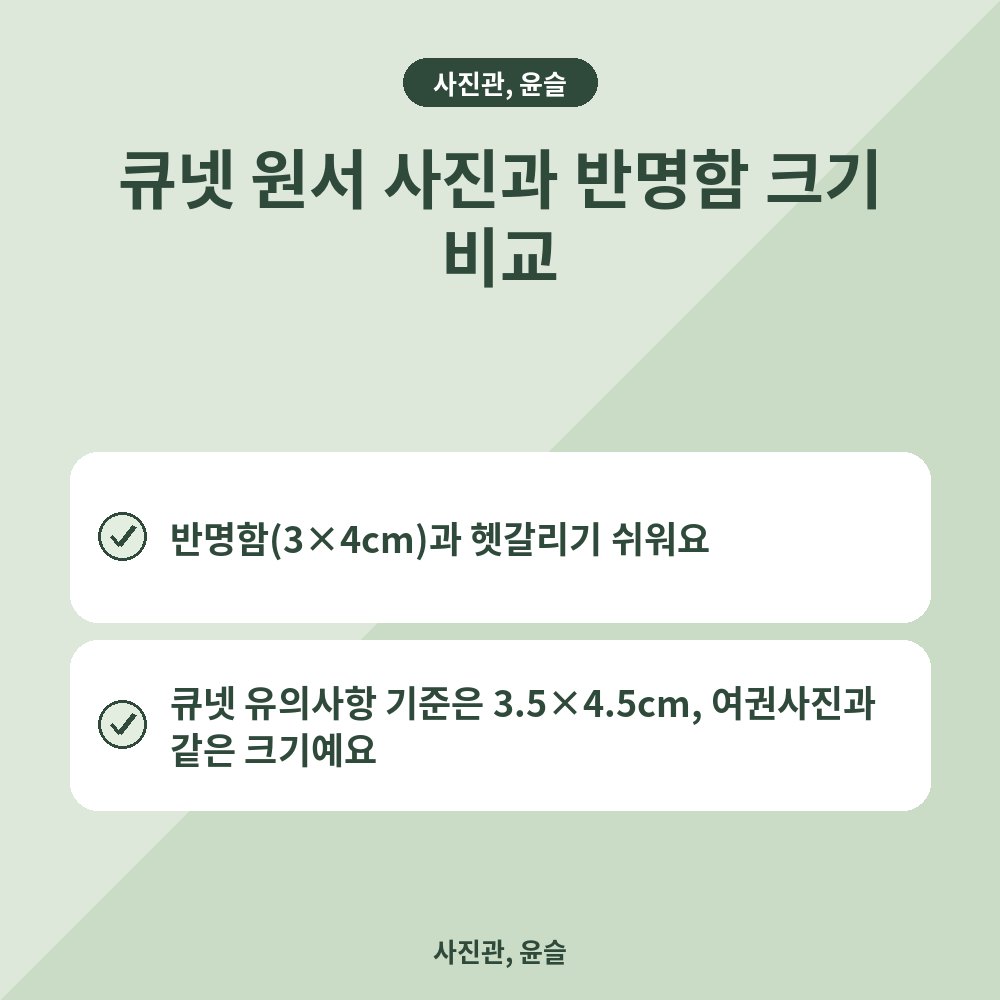 사진관, 윤슬
큐넷 원서 사진과 반명함 크기
비교
반명함(3×4cm)과 헷갈리기 쉬워요
큐넷 유의사항 기준은 3.5×4.5cm, 여권사진과
같은 크기예요
사진관, 윤슬